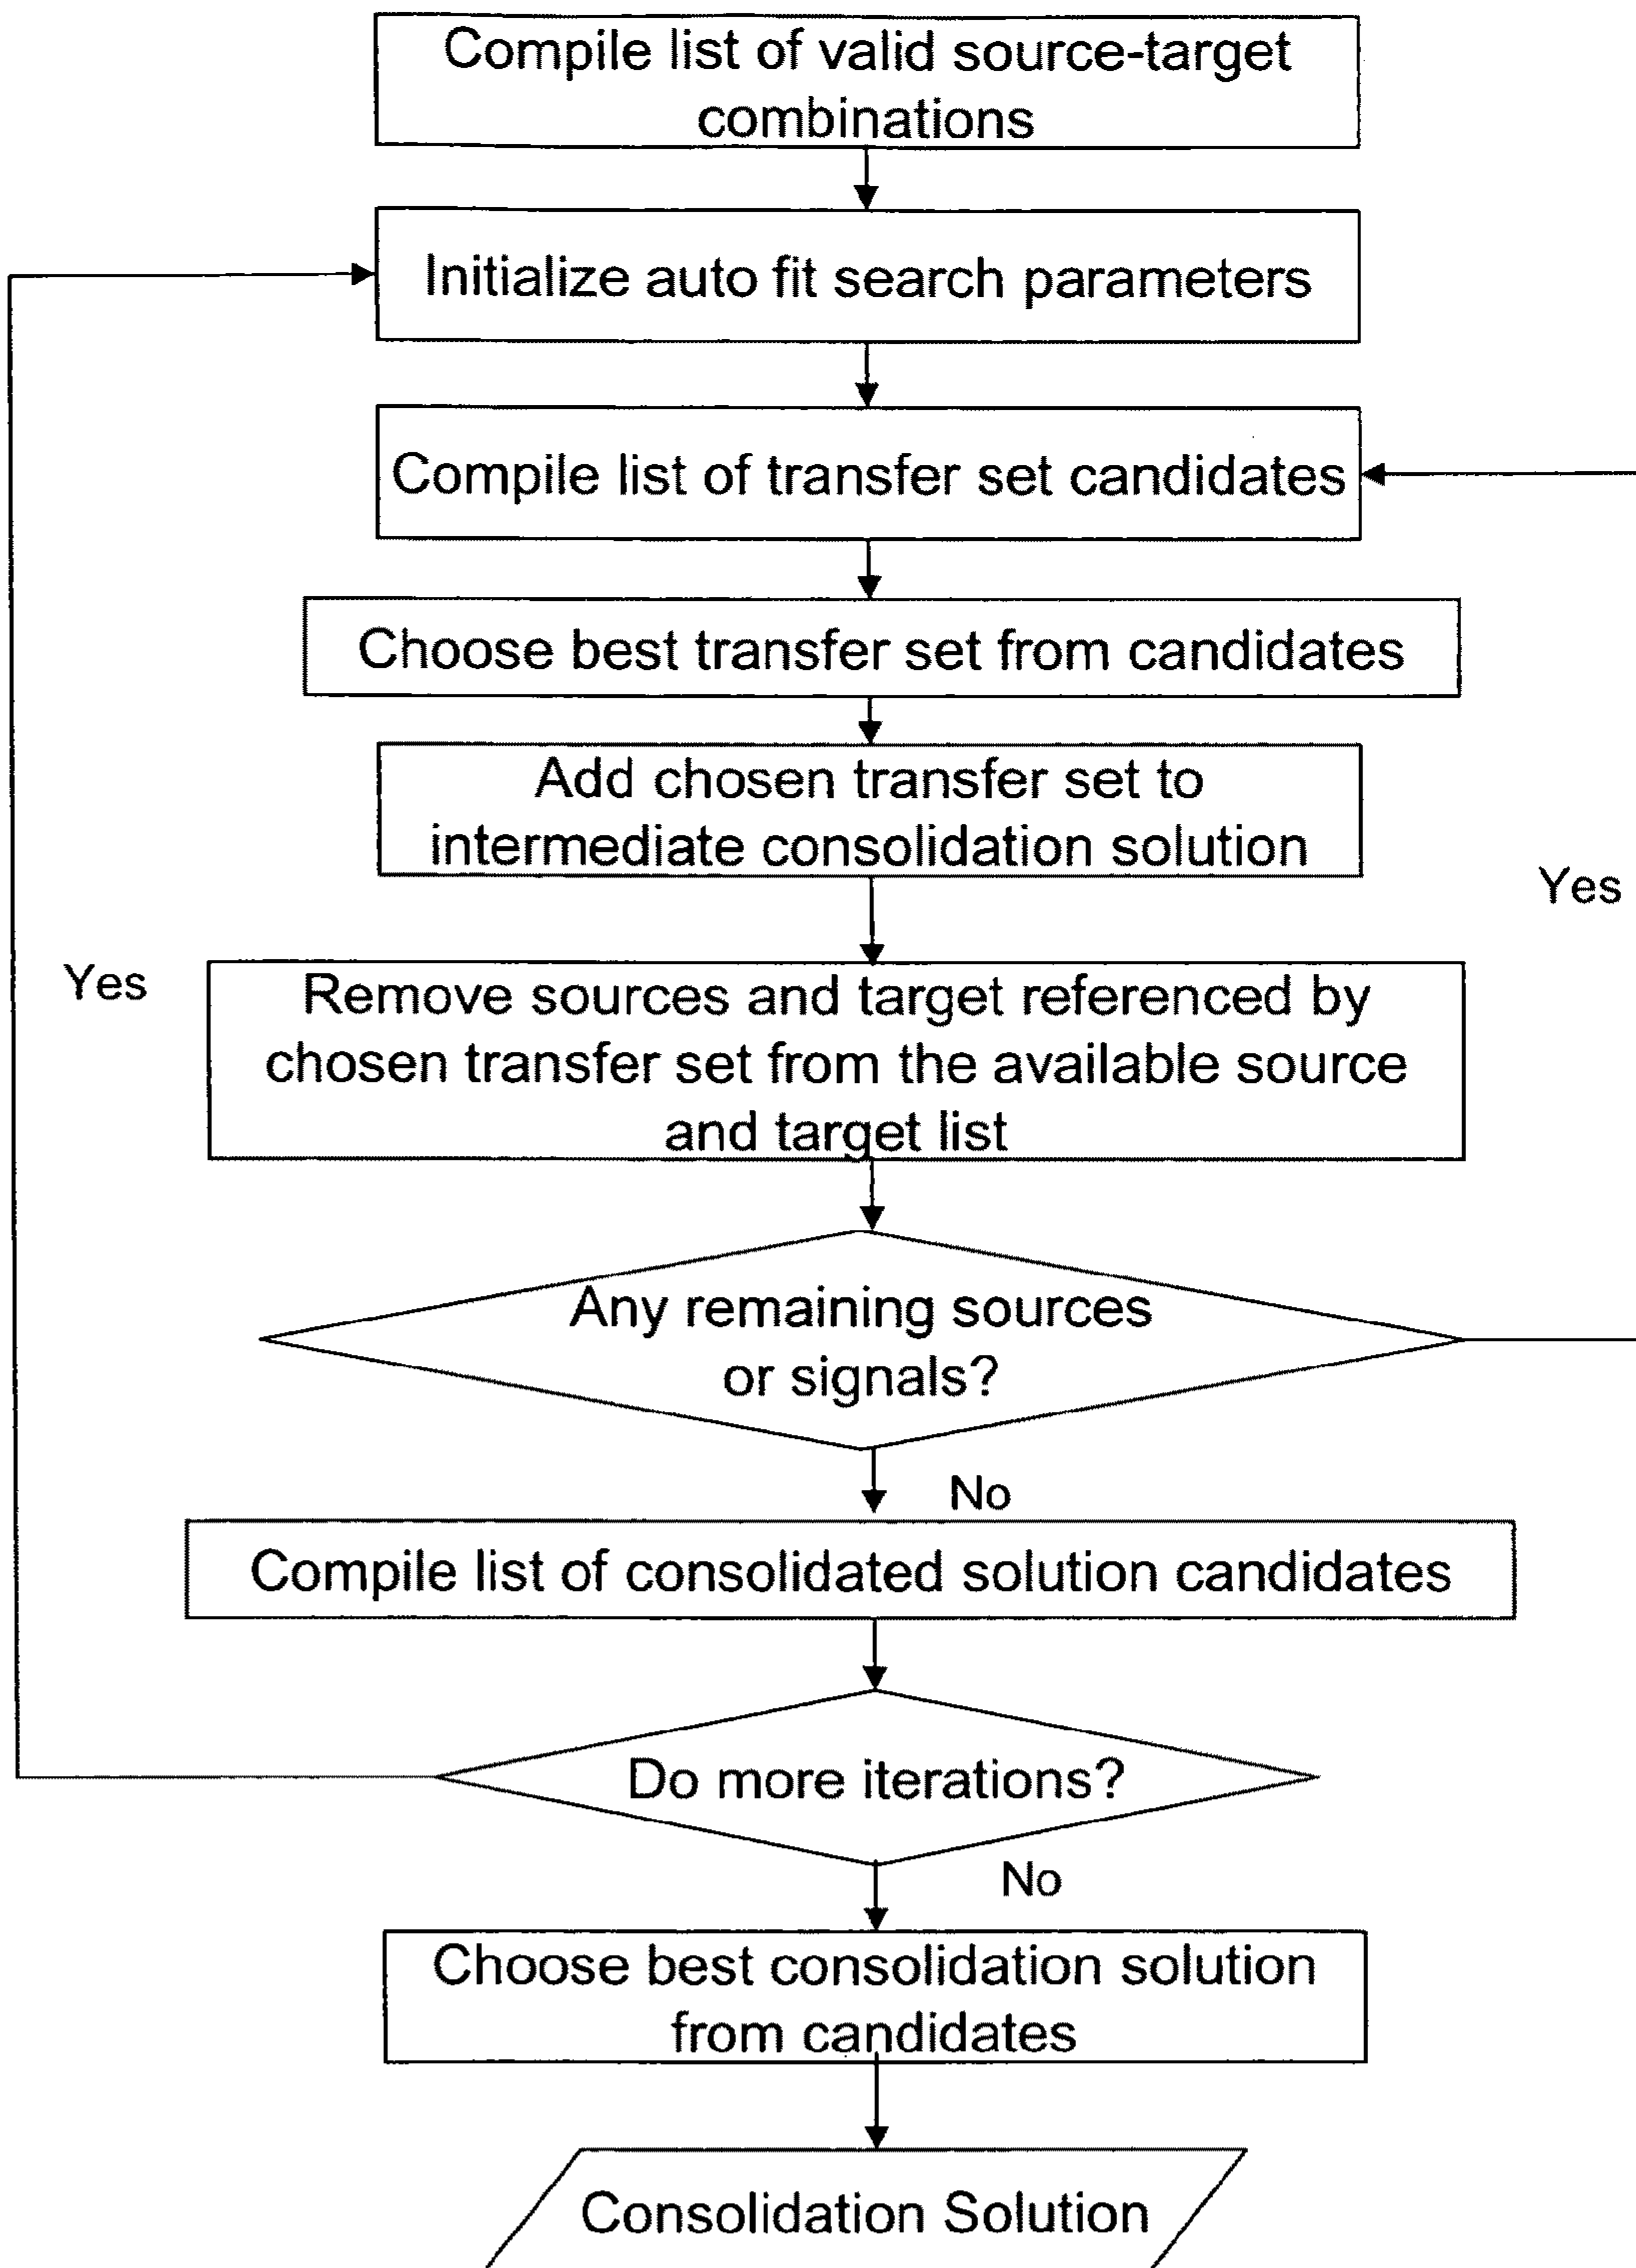 Compile list of valid source-target
combinations
Initialize auto fit search parameters
Compile list of transfer set candidates
Choose best transfer set from candidates
Add chosen transfer set to
intermediate consolidation solution
Yes
Yes
Remove sources and target referenced by
chosen transfer set from the available source
and target list
Any remaining sources
or signals?
No
Compile list of consolidated solution candidates
Do more iterations?
No
Choose best consolidation solution
from candidates
Consolidation Solution